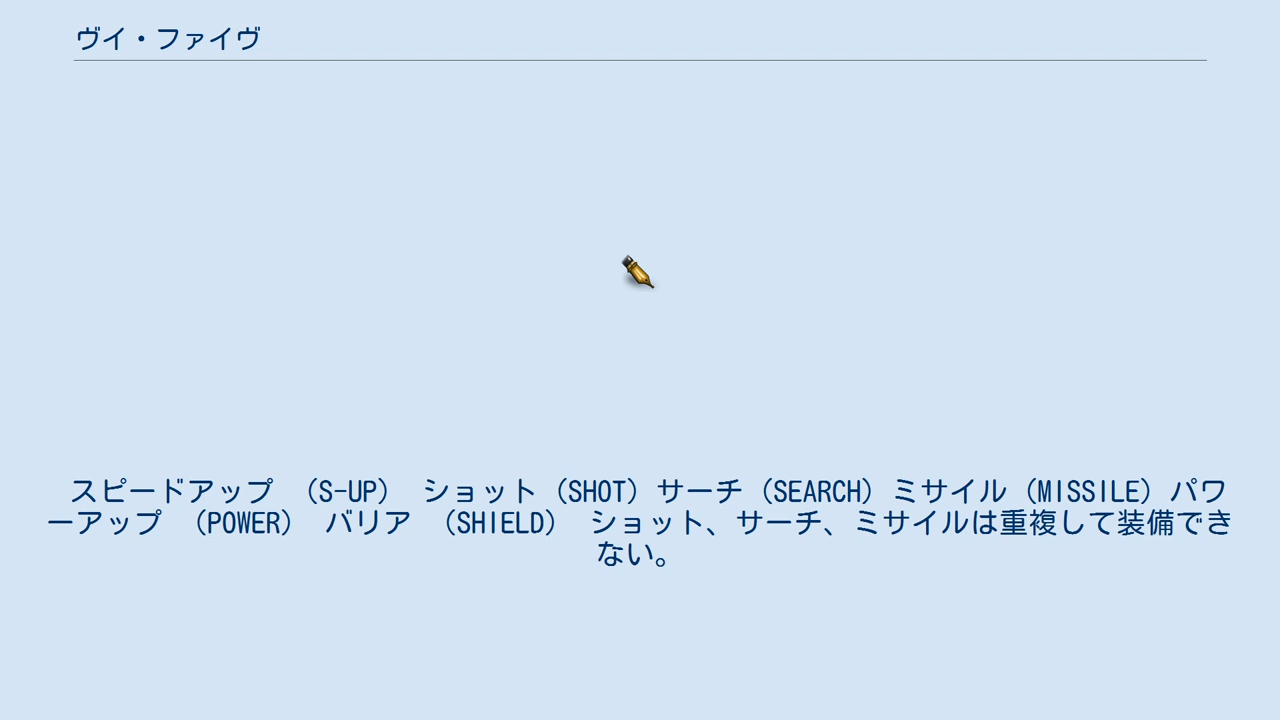 ヴイ・ファイヴ
スピードアップ （S-UP） ショット（SHOT）サーチ（SEARCH）ミサイル（MISSILE）パワ
ーアップ （POWER） バリア （SHIELD） ショット、サーチ、ミサイルは重複して装備でき
ない。